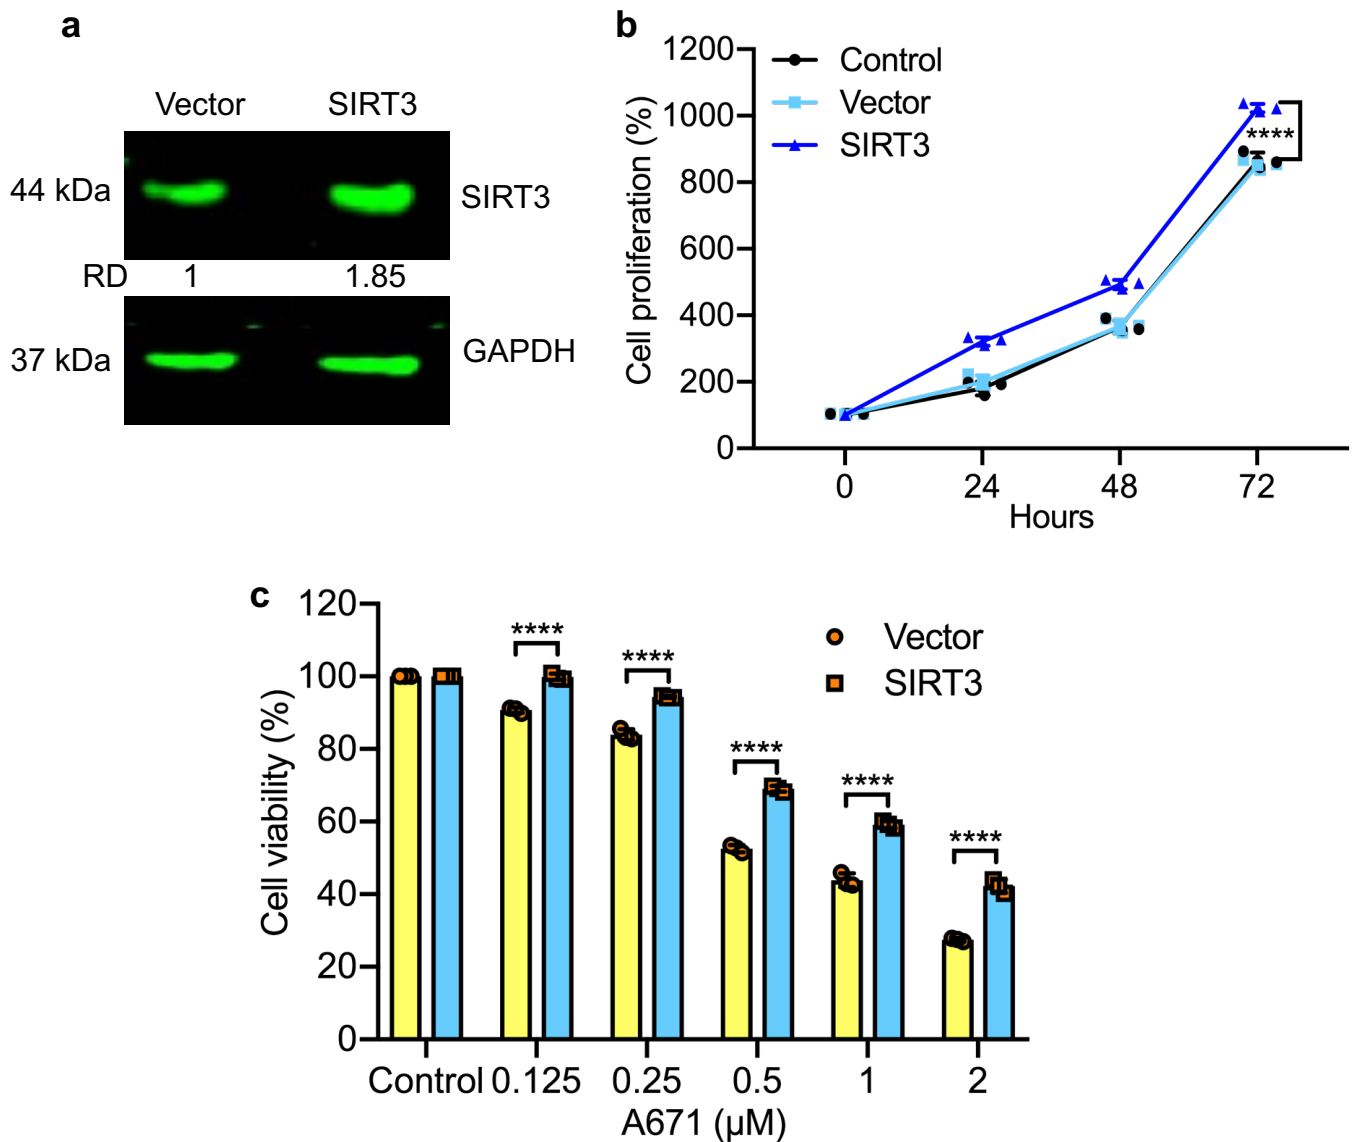 a
Vector SIRT3
44 kDa SIRT3
RD 1 1.85
37 kDa GAPDH
b
1200
1000
800
600
400
200
0
Cell proliferation (%)
Control
Vector
SIRT3
****
0 24 48 72
Hours
c
120
100
80
60
40
20
0
Cell viability (%)
Vector
SIRT3
**** **** **** **** ****
Control 0.125 0.25 0.5 1 2
A671 (μM)